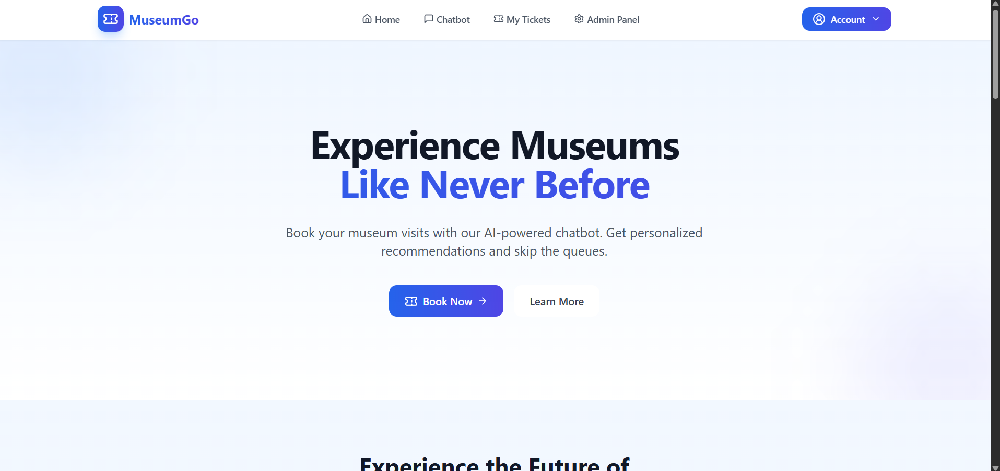 MuseumGo
Home
Chatbot
My Tickets
Admin Panel
Account
Experience Museums
Like Never Before
Book your museum visits with our AI-powered chatbot. Get personalized
recommendations and skip the queues.
Book Now
Learn More
Experience the Future of